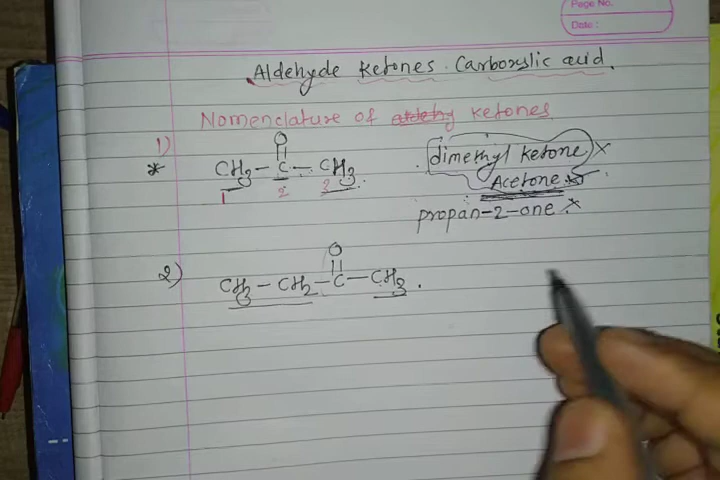 Page No.
Date :
Aldehyde Ketones Carboxylic acid.
Nomenclature of ketones
1)
* CH3 – C – CH3 .
O
1 2 3
dimethyl ketone ×
Acetone
propan-2-one ×
2)
O
CH3 – CH2 – C – CH3 .